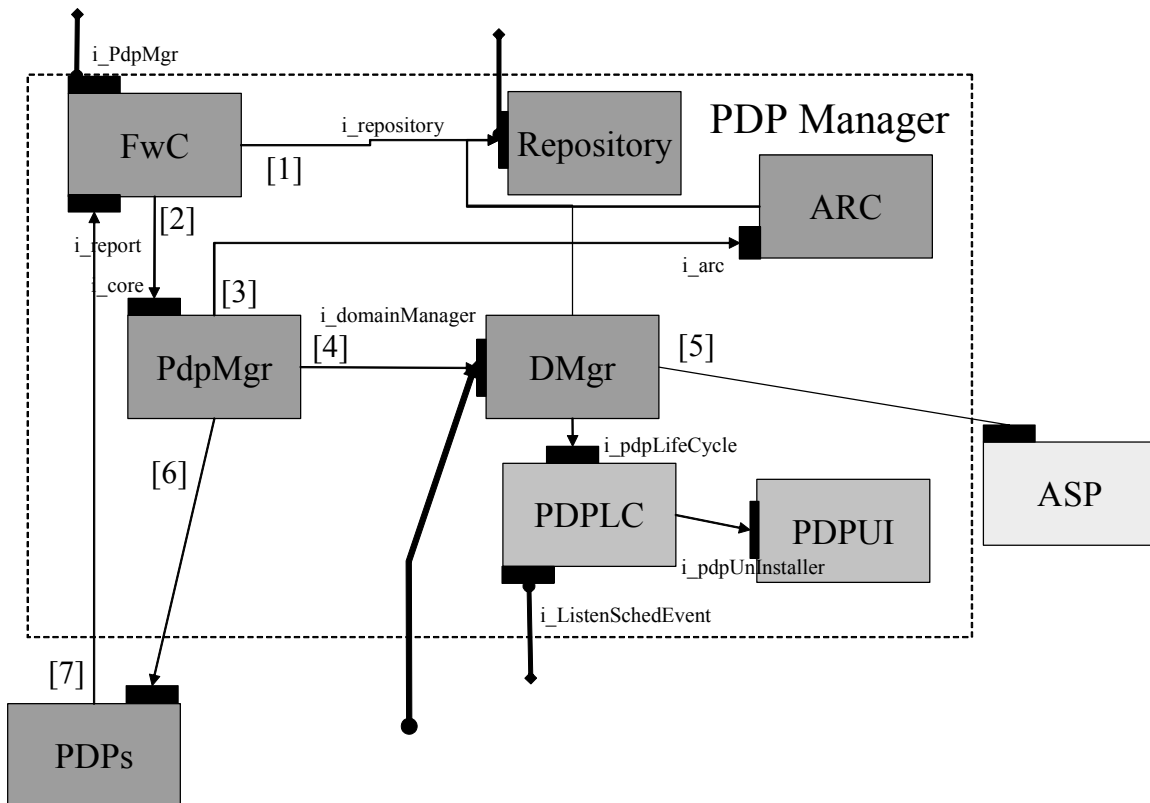 i_PdpMgr
PDP Manager
FwC
i_repository
Repository
[1]
ARC
[2]
i_report
i_arc
i_core
[3]
i_domainManager
[4]
[5]
PdpMgr
DMgr
i_pdpLifeCycle
[6]
ASP
PDPLC
PDPUI
i_pdpUnInstaller
i_ListenSchedEvent
[7]
PDPs